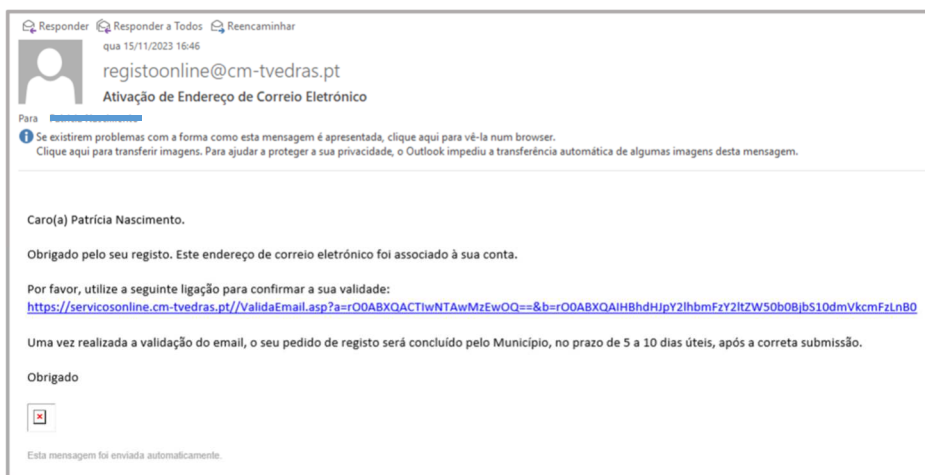 Responder Responder a Todos Reencaminhar
qua 15/11/2023 16:46
registoonline@cm-tvedras.pt
Ativação de Endereço de Correio Eletrónico
Para
Se existirem problemas com a forma como esta mensagem é apresentada, clique aqui para vê-la num browser.
Clique aqui para transferir imagens. Para ajudar a proteger a sua privacidade, o Outlook impediu a transferência automática de algumas imagens desta mensagem.
Caro(a) Patrícia Nascimento.
Obrigado pelo seu registo. Este endereço de correio eletrónico foi associado à sua conta.
Por favor, utilize a seguinte ligação para confirmar a sua validade:
https://servicosonline.cm-tvedras.pt//ValidaEmail.asp?a=rO0ABXQACTIwNTAwMzEwOQ==&b=rO0ABXQAIHBhdHJpY2lhbmFzY2ltZW50b0BjbS10dmVkcmFzLnB0
Uma vez realizada a validação do email, o seu pedido de registo será concluído pelo Município, no prazo de 5 a 10 dias úteis, após a correta submissão.
Obrigado
Esta mensagem foi enviada automaticamente.